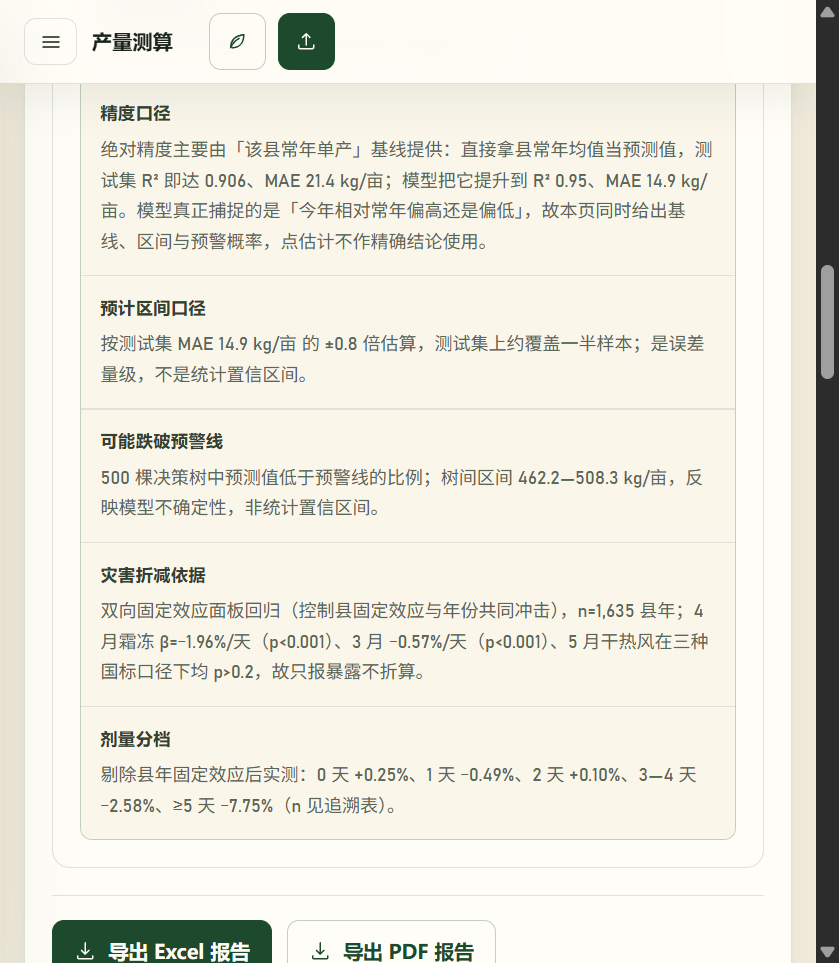 产量测算
精度口径
绝对精度主要由「该县常年单产」基线提供：直接拿县常年均值当预测值，测
试集 R² 即达 0.906、MAE 21.4 kg/亩；模型把它提升到 R² 0.95、MAE 14.9 kg/
亩。模型真正捕捉的是「今年相对常年偏高还是偏低」，故本页同时给出基
线、区间与预警概率，点估计不作精确结论使用。
预计区间口径
按测试集 MAE 14.9 kg/亩 的 ±0.8 倍估算，测试集上约覆盖一半样本；是误差
量级，不是统计置信区间。
可能跌破预警线
500 棵决策树中预测值低于预警线的比例；树间区间 462.2—508.3 kg/亩，反
映模型不确定性，非统计置信区间。
灾害折减依据
双向固定效应面板回归（控制县固定效应与年份共同冲击），n=1,635 县年；4
月霜冻 β=−1.96%/天（p<0.001）、3 月 −0.57%/天（p<0.001）、5 月干热风在三种
国标口径下均 p>0.2，故只报暴露不折算。
剂量分档
剔除县年固定效应后实测：0 天 +0.25%、1 天 −0.49%、2 天 +0.10%、3—4 天
−2.58%、≥5 天 −7.75%（n 见追溯表）。
导出 Excel 报告
导出 PDF 报告